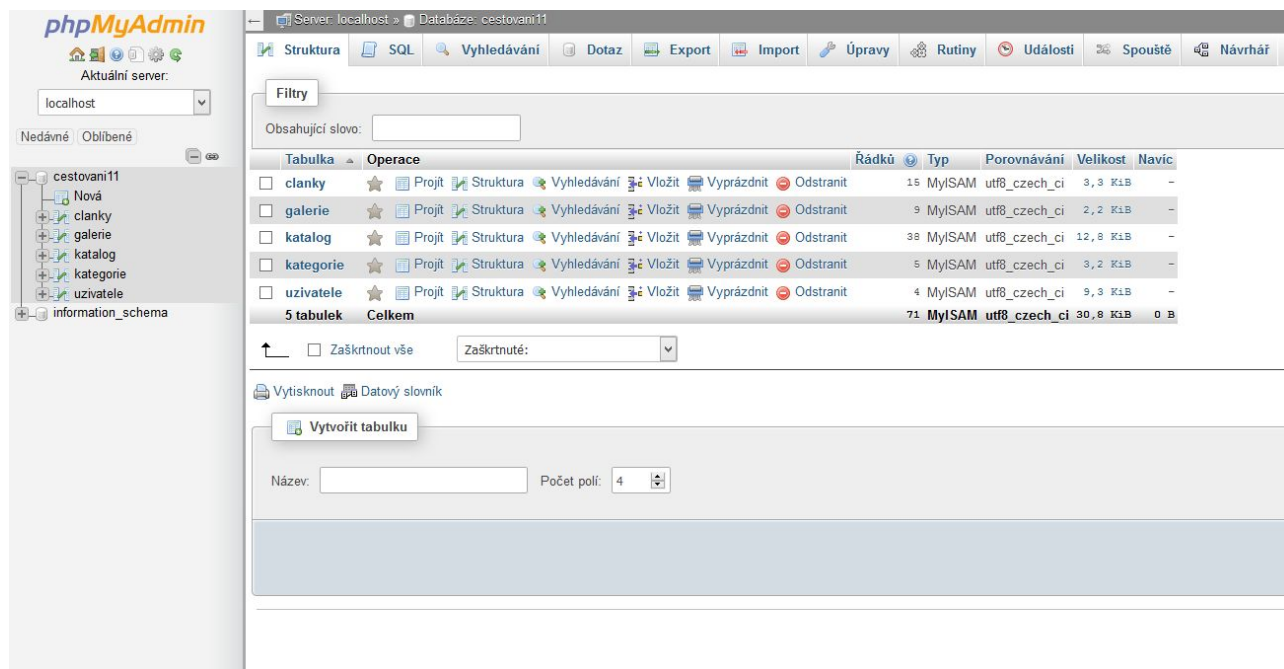 phpMyAdmin
Aktuální server:
localhost
Nedávné Oblíbené
cestovani11
Nová
clanky
galerie
katalog
kategorie
uzivatele
information_schema
Server: localhost » Databáze: cestovani11
Struktura SQL Vyhledávání Dotaz Export Import Úpravy Rutiny Události Spouště Návrhář
Filtry
Obsahující slovo:
Tabulka Operace Řádků Typ Porovnávání Velikost Navíc
clanky Projít Struktura Vyhledávání Vložit Vyprázdnit Odstranit 15 MyISAM utf8_czech_ci 3,3 KiB -
galerie Projít Struktura Vyhledávání Vložit Vyprázdnit Odstranit 9 MyISAM utf8_czech_ci 2,2 KiB -
katalog Projít Struktura Vyhledávání Vložit Vyprázdnit Odstranit 38 MyISAM utf8_czech_ci 12,8 KiB -
kategorie Projít Struktura Vyhledávání Vložit Vyprázdnit Odstranit 5 MyISAM utf8_czech_ci 3,2 KiB -
uzivatele Projít Struktura Vyhledávání Vložit Vyprázdnit Odstranit 4 MyISAM utf8_czech_ci 9,3 KiB -
5 tabulek Celkem 71 MyISAM utf8_czech_ci 30,8 KiB 0 B
Zaškrtnout vše Zaškrtnuté:
Vytisknout Datový slovník
Vytvořit tabulku
Název: Počet polí: 4